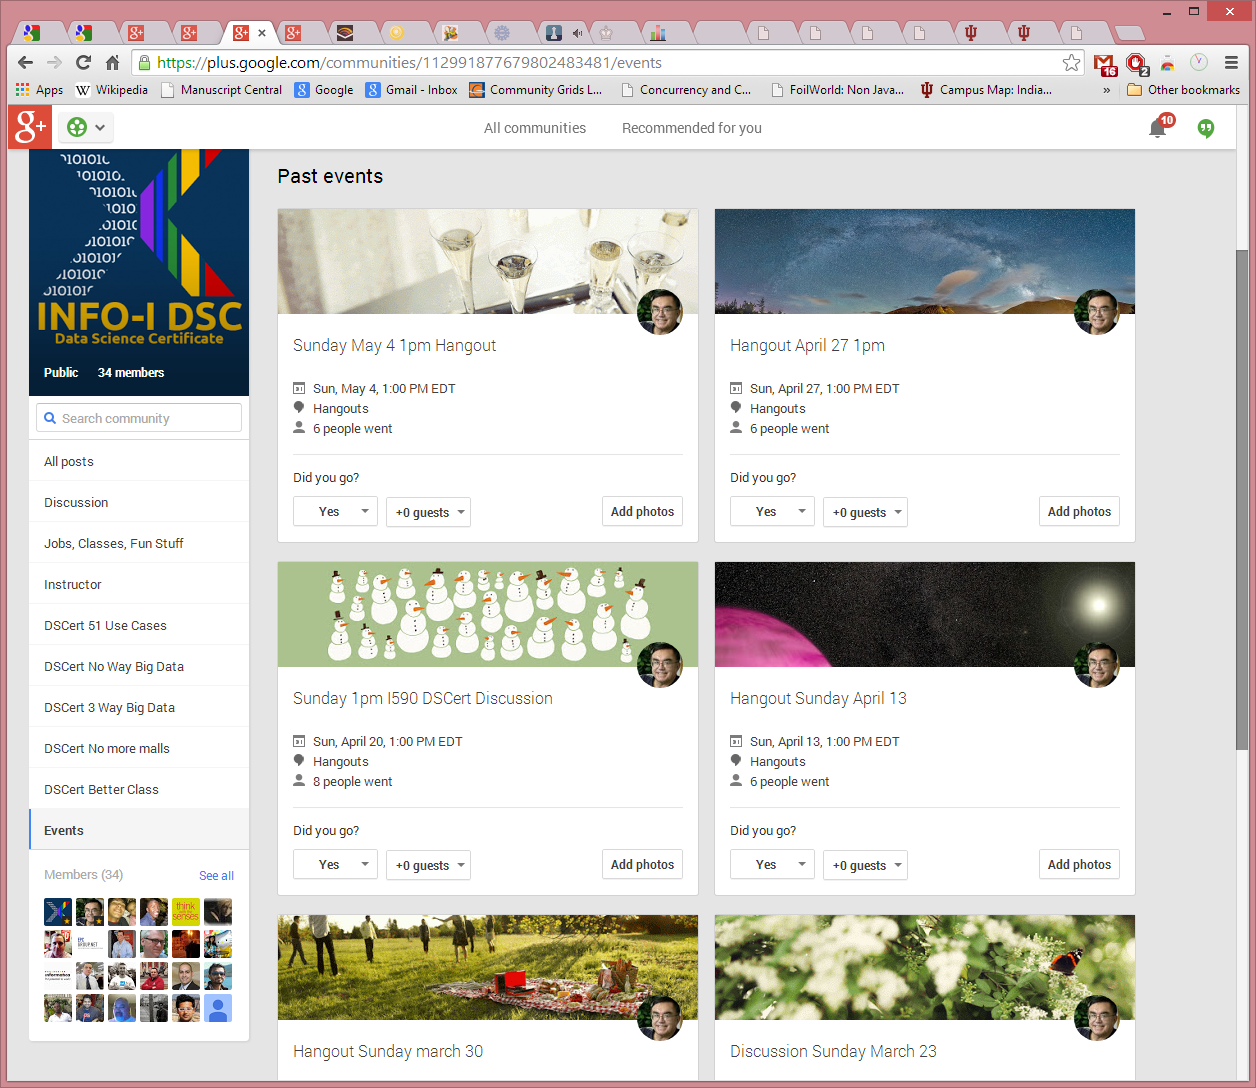 https://plus.google.com/communities/112991877679802483481/events
16
2
Apps
W Wikipedia
Manuscript Central
Google
Gmail - Inbox
Community Grids L...
Concurrency and C...
FoilWorld: Non Java...
Campus Map: India...
»
Other bookmarks
g+
All communities
Recommended for you
10
INFO-I DSC
Data Science Certificate
Public 34 members
Search community
All posts
Discussion
Jobs, Classes, Fun Stuff
Instructor
DSCert 51 Use Cases
DSCert No Way Big Data
DSCert 3 Way Big Data
DSCert No more malls
DSCert Better Class
Events
Members (34) See all
think
senses
Past events
Sunday May 4 1pm Hangout
Sun, May 4, 1:00 PM EDT
Hangouts
6 people went
Did you go?
Yes +0 guests Add photos
Hangout April 27 1pm
Sun, April 27, 1:00 PM EDT
Hangouts
6 people went
Did you go?
Yes +0 guests Add photos
Sunday 1pm I590 DSCert Discussion
Sun, April 20, 1:00 PM EDT
Hangouts
8 people went
Did you go?
Yes +0 guests Add photos
Hangout Sunday April 13
Sun, April 13, 1:00 PM EDT
Hangouts
6 people went
Did you go?
Yes +0 guests Add photos
Hangout Sunday march 30
Discussion Sunday March 23